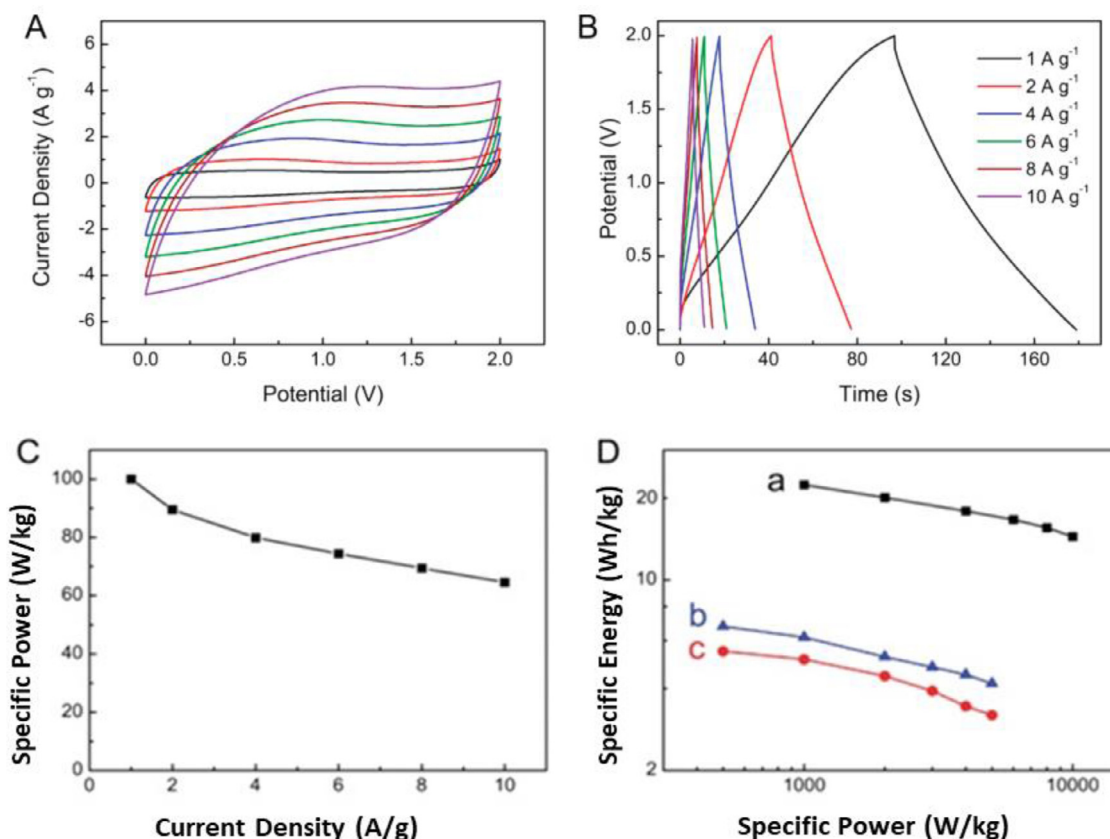 A
Current Density (A g⁻¹)
6
4
2
0
-2
-4
-6
0.0 0.5 1.0 1.5 2.0
Potential (V)
B
Potential (V)
2.0
1.5
1.0
0.5
0.0
1 A g⁻¹
2 A g⁻¹
4 A g⁻¹
6 A g⁻¹
8 A g⁻¹
10 A g⁻¹
0 40 80 120 160
Time (s)
C
Specific Power (W/kg)
100
80
60
40
20
0
0 2 4 6 8 10
Current Density (A/g)
D
Specific Energy (Wh/kg)
20
10
2
a
b
c
1000 10000
Specific Power (W/kg)